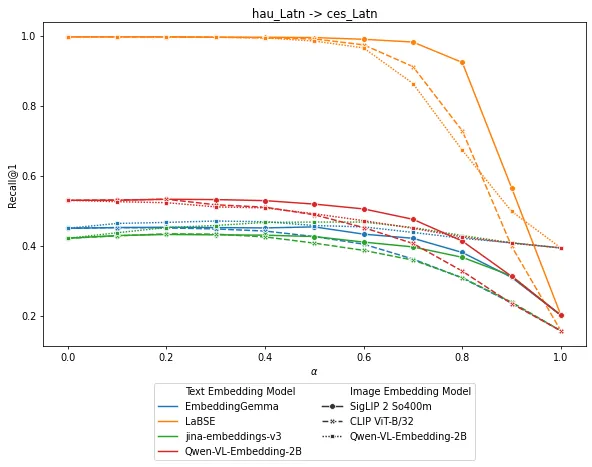 hau_Latn -> ces_Latn
Recall@1
1.0
0.8
0.6
0.4
0.2
0.0 0.2 0.4 0.6 0.8 1.0
α
Text Embedding Model Image Embedding Model
EmbeddingGemma SigLIP 2 So400m
LaBSE CLIP ViT-B/32
jina-embeddings-v3 Qwen-VL-Embedding-2B
Qwen-VL-Embedding-2B